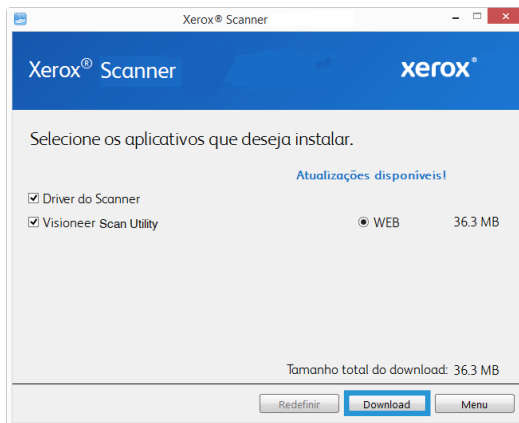 Xerox® Scanner
Xerox® Scanner
xerox®
Selecione os aplicativos que deseja instalar.
Atualizações disponíveis!
Driver do Scanner
Visioneer Scan Utility WEB 36.3 MB
Tamanho total do download: 36.3 MB
Redefinir Download Menu